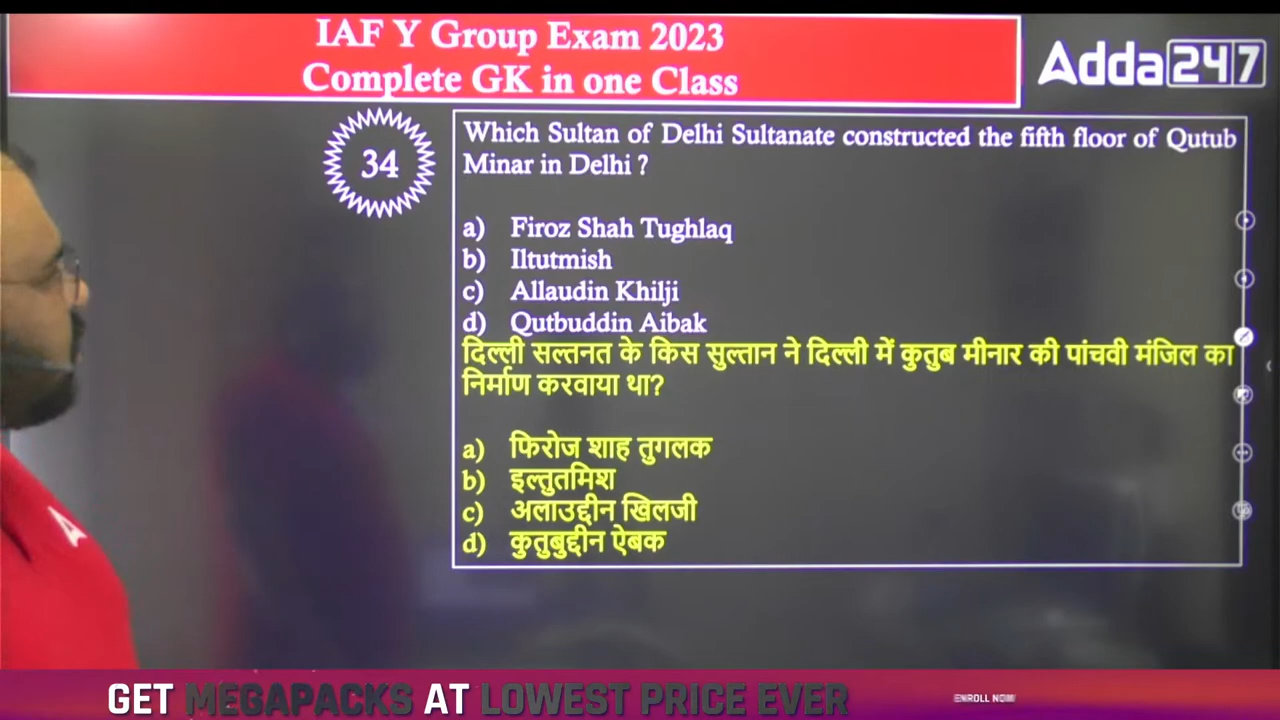 IAF Y Group Exam 2023
Complete GK in one Class
Adda247
34
Which Sultan of Delhi Sultanate constructed the fifth floor of Qutub
Minar in Delhi ?
a) Firoz Shah Tughlaq
b) Iltutmish
c) Allaudin Khilji
d) Qutbuddin Aibak
दिल्ली सल्तनत के किस सुल्तान ने दिल्ली में कुतुब मीनार की पांचवी मंजिल का
निर्माण करवाया था?
a) फिरोज शाह तुगलक
b) इल्तुतमिश
c) अलाउद्दीन खिलजी
d) कुतुबुद्दीन ऐबक
GET MEGAPACKS AT LOWEST PRICE EVER
ENROLL NOW